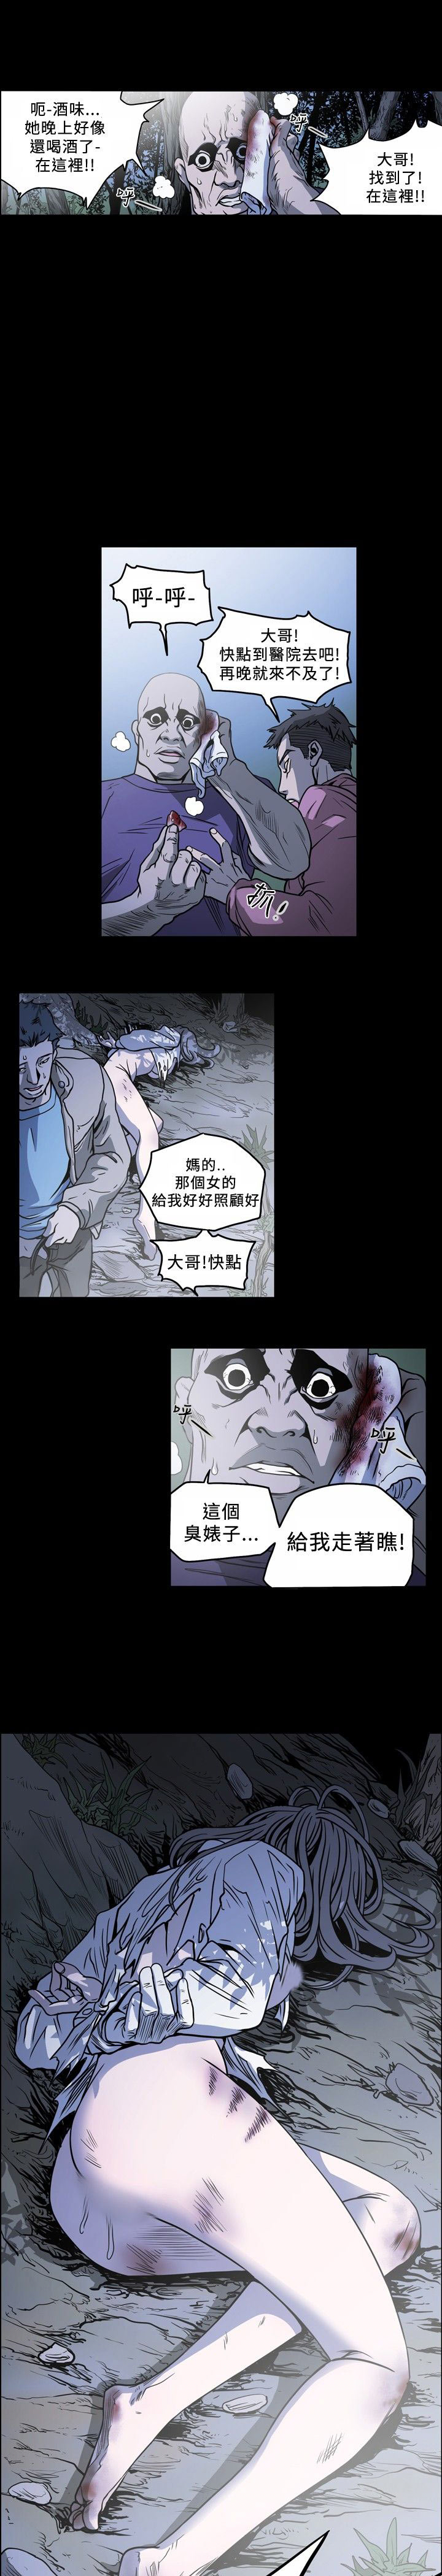 呃-酒味...
她晚上好像
還喝酒了-
在這裡!!
呼
呼
大哥!
找到了!
在這裡!!
呼-呼-
大哥!
快點到醫院去吧!
再晚就來不及了!
抓!
媽的..
那個女的
給我好好照顧好
大哥!快點
呼
呼
這個
臭婊子...
給我走著瞧!